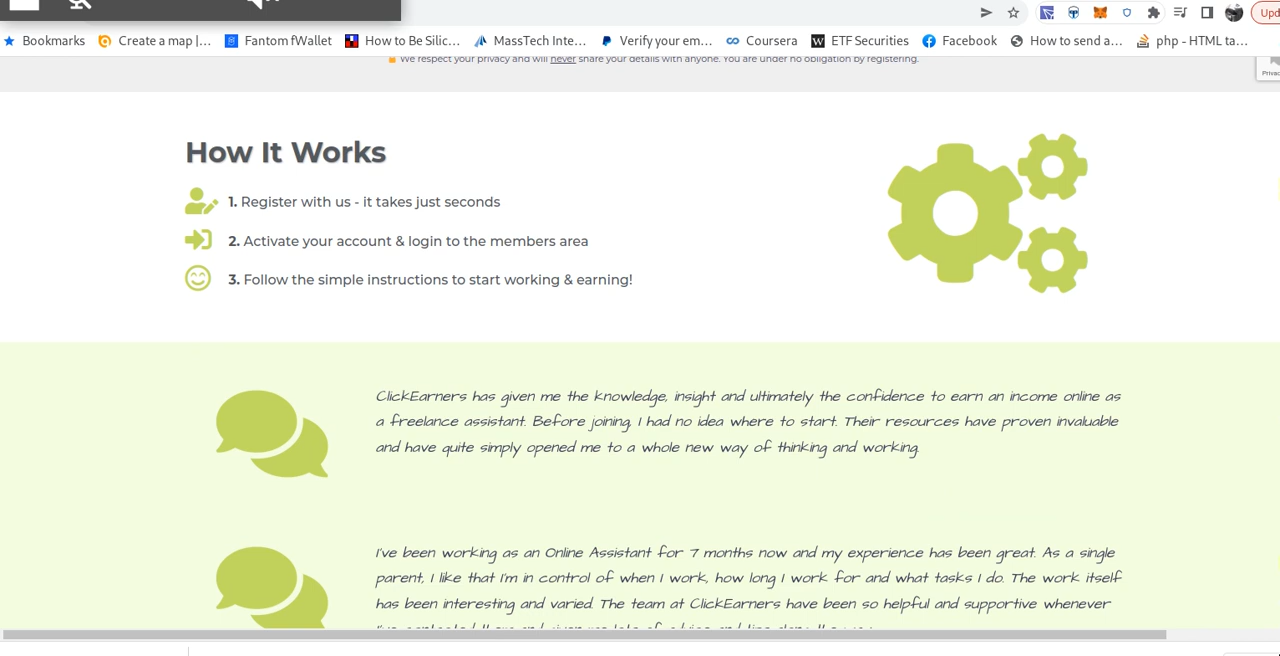 Upd
Bookmarks Create a map |... Fantom fWallet How to Be Silic... MassTech Inte... Verify your em... Coursera ETF Securities Facebook How to send a... php - HTML ta...
We respect your privacy and will never share your details with anyone. You are under no obligation by registering.
Privac
How It Works
1. Register with us - it takes just seconds
2. Activate your account & login to the members area
3. Follow the simple instructions to start working & earning!
ClickEarners has given me the knowledge, insight and ultimately the confidence to earn an income online as
a freelance assistant. Before joining, I had no idea where to start. Their resources have proven invaluable
and have quite simply opened me to a whole new way of thinking and working.
I've been working as an Online Assistant for 7 months now and my experience has been great. As a single
parent, I like that I'm in control of when I work, how long I work for and what tasks I do. The work itself
has been interesting and varied. The team at ClickEarners have been so helpful and supportive whenever